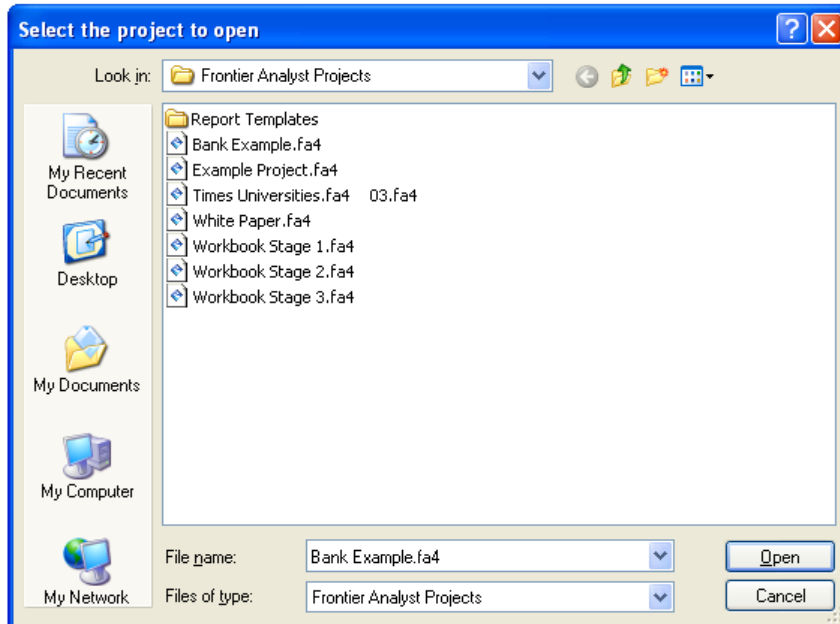 Select the project to open
Look in: Frontier Analyst Projects
Report Templates
Bank Example.fa4
Example Project.fa4
Times Universities.fa4 03.fa4
White Paper.fa4
Workbook Stage 1.fa4
Workbook Stage 2.fa4
Workbook Stage 3.fa4
My Recent
Documents
Desktop
My Documents
My Computer
My Network
File name: Bank Example.fa4 Open
Files of type: Frontier Analyst Projects Cancel